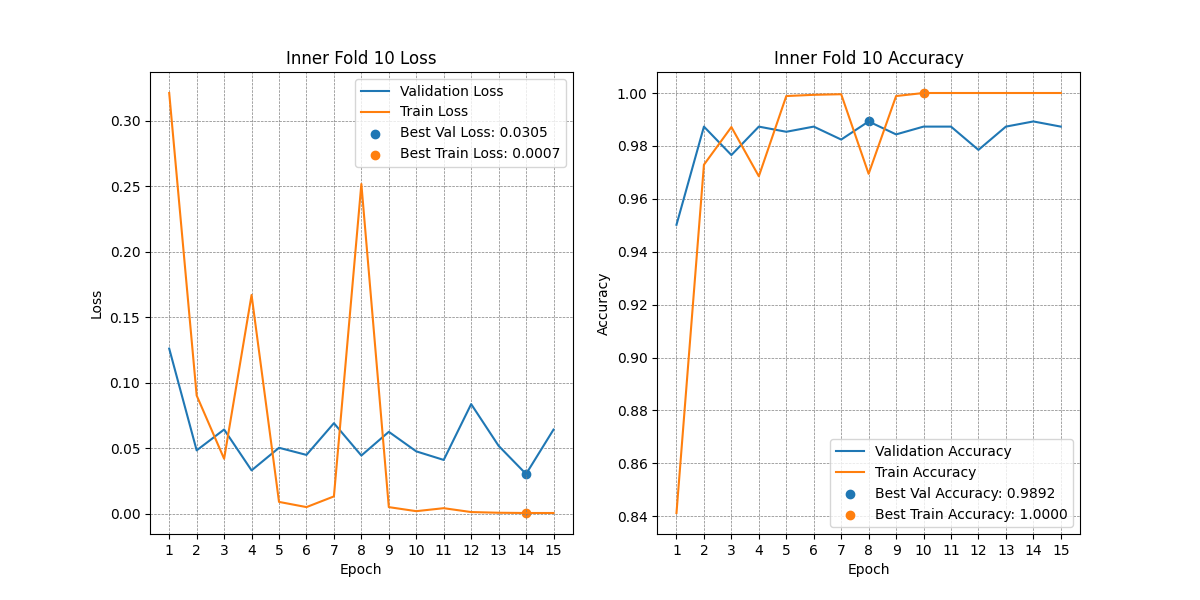 Inner Fold 10 Loss
Validation Loss
Train Loss
Best Val Loss: 0.0305
Best Train Loss: 0.0007
0.30
0.25
0.20
0.15
0.10
0.05
0.00
Loss
1 2 3 4 5 6 7 8 9 10 11 12 13 14 15
Epoch
Inner Fold 10 Accuracy
1.00
0.98
0.96
0.94
0.92
0.90
0.88
0.86
0.84
Accuracy
Validation Accuracy
Train Accuracy
Best Val Accuracy: 0.9892
Best Train Accuracy: 1.0000
1 2 3 4 5 6 7 8 9 10 11 12 13 14 15
Epoch